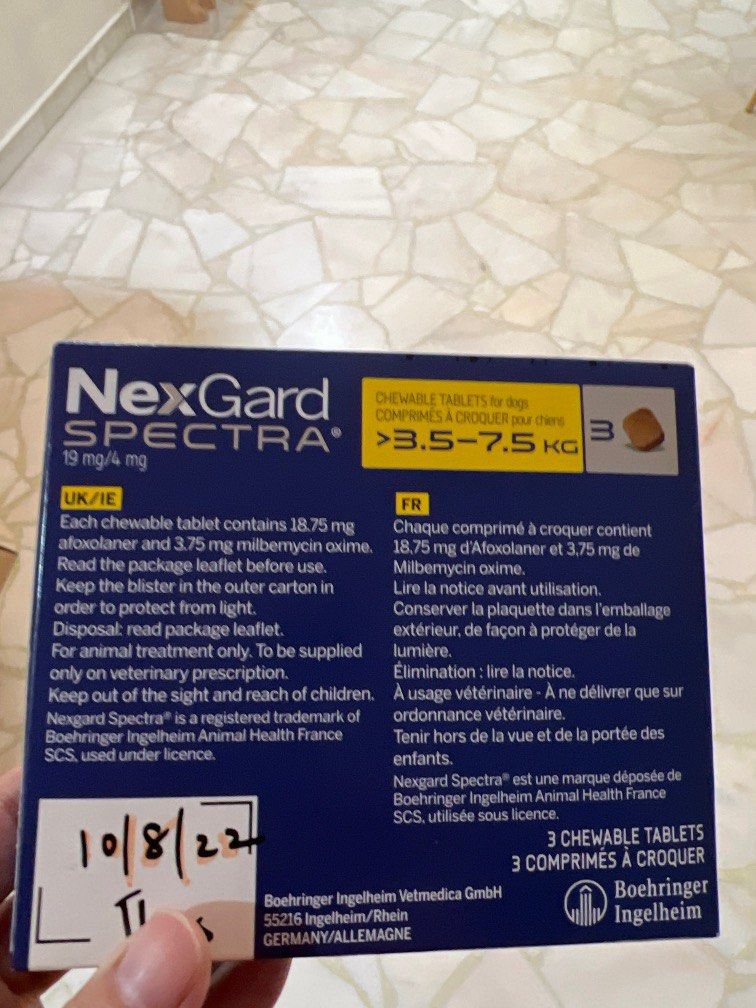 NexGard
SPECTRA®
19 mg/4 mg
CHEWABLE TABLETS for dogs
COMPRIMÉS À CROQUER pour chiens
>3.5–7.5 KG
3
UK/IE
Each chewable tablet contains 18.75 mg
afoxolaner and 3.75 mg milbemycin oxime.
Read the package leaflet before use.
Keep the blister in the outer carton in
order to protect from light.
Disposal: read package leaflet.
For animal treatment only. To be supplied
only on veterinary prescription.
Keep out of the sight and reach of children.
Nexgard Spectra® is a registered trademark of
Boehringer Ingelheim Animal Health France
SCS, used under licence.
FR
Chaque comprimé à croquer contient
18,75 mg d'Afoxolaner et 3,75 mg de
Milbemycin oxime.
Lire la notice avant utilisation.
Conserver la plaquette dans l'emballage
extérieur, de façon à protéger de la
lumière.
Élimination : lire la notice.
À usage vétérinaire - À ne délivrer que sur
ordonnance vétérinaire.
Tenir hors de la vue et de la portée des
enfants.
Nexgard Spectra® est une marque déposée de
Boehringer Ingelheim Animal Health France
SCS, utilisée sous licence.
3 CHEWABLE TABLETS
3 COMPRIMÉS À CROQUER
10/8/22
Boehringer Ingelheim Vetmedica GmbH
55216 Ingelheim/Rhein
GERMANY/ALLEMAGNE
Boehringer
Ingelheim